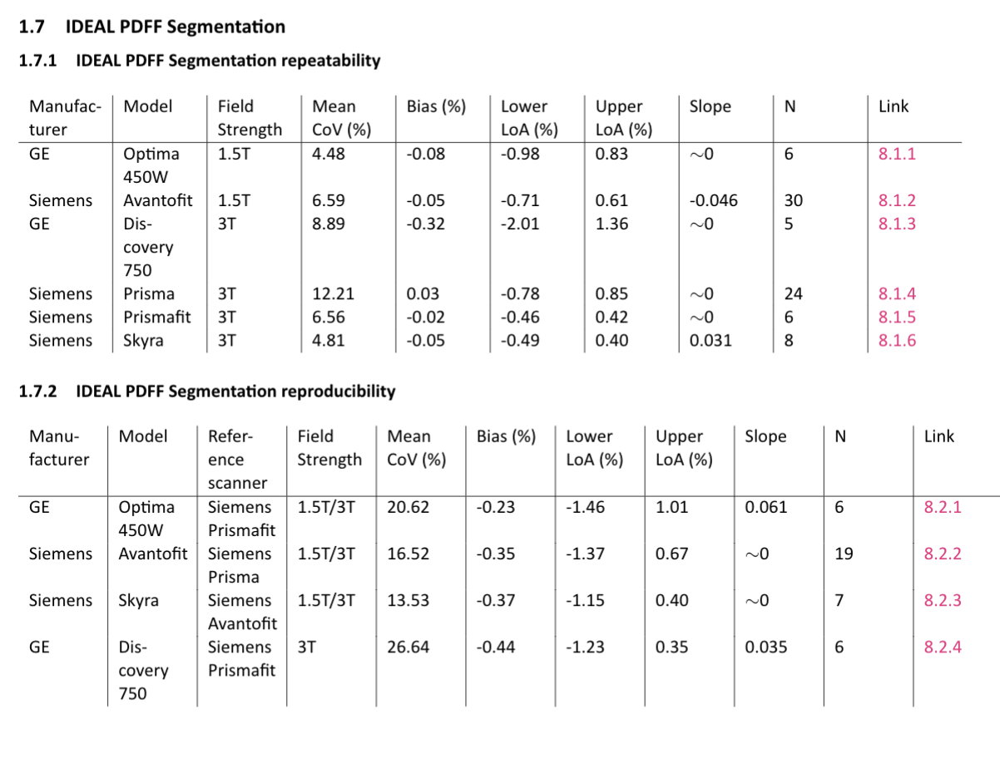 1.7 IDEAL PDFF Segmentation
1.7.1 IDEAL PDFF Segmentation repeatability
Manufac- Model Field Mean Bias (%) Lower Upper Slope N Link
turer Strength CoV (%) LoA (%) LoA (%)
GE Optima 1.5T 4.48 -0.08 -0.98 0.83 ~0 6 8.1.1
450W
Siemens Avantofit 1.5T 6.59 -0.05 -0.71 0.61 -0.046 30 8.1.2
GE Dis- 3T 8.89 -0.32 -2.01 1.36 ~0 5 8.1.3
covery
750
Siemens Prisma 3T 12.21 0.03 -0.78 0.85 ~0 24 8.1.4
Siemens Prismafit 3T 6.56 -0.02 -0.46 0.42 ~0 6 8.1.5
Siemens Skyra 3T 4.81 -0.05 -0.49 0.40 0.031 8 8.1.6
1.7.2 IDEAL PDFF Segmentation reproducibility
Manu- Model Refer- Field Mean Bias (%) Lower Upper Slope N Link
facturer ence Strength CoV (%) LoA (%) LoA (%)
scanner
GE Optima Siemens 1.5T/3T 20.62 -0.23 -1.46 1.01 0.061 6 8.2.1
450W Prismafit
Siemens Avantofit Siemens 1.5T/3T 16.52 -0.35 -1.37 0.67 ~0 19 8.2.2
Prisma
Siemens Skyra Siemens 1.5T/3T 13.53 -0.37 -1.15 0.40 ~0 7 8.2.3
Avantofit
GE Dis- Siemens 3T 26.64 -0.44 -1.23 0.35 0.035 6 8.2.4
covery Prismafit
750